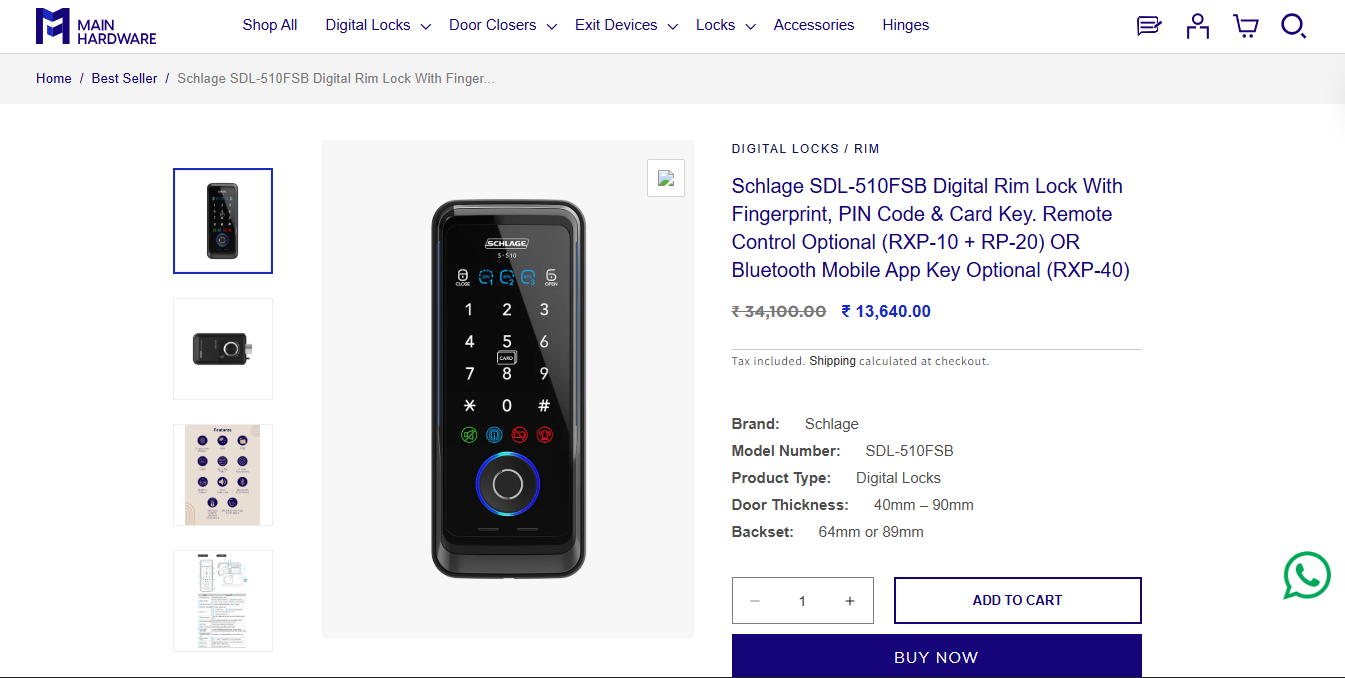 MAIN
HARDWARE
Shop All Digital Locks Door Closers Exit Devices Locks Accessories Hinges
Home / Best Seller / Schlage SDL-510FSB Digital Rim Lock With Finger...
SCHLAGE
S-510
CLOSE 1 2 3 OPEN
1 2 3
4 5 6
CARD
7 8 9
* 0 #
Features
DIGITAL LOCKS / RIM
Schlage SDL-510FSB Digital Rim Lock With
Fingerprint, PIN Code & Card Key. Remote
Control Optional (RXP-10 + RP-20) OR
Bluetooth Mobile App Key Optional (RXP-40)
₹ 34,100.00 ₹ 13,640.00
Tax included. Shipping calculated at checkout.
Brand: Schlage
Model Number: SDL-510FSB
Product Type: Digital Locks
Door Thickness: 40mm – 90mm
Backset: 64mm or 89mm
− 1 + ADD TO CART
BUY NOW